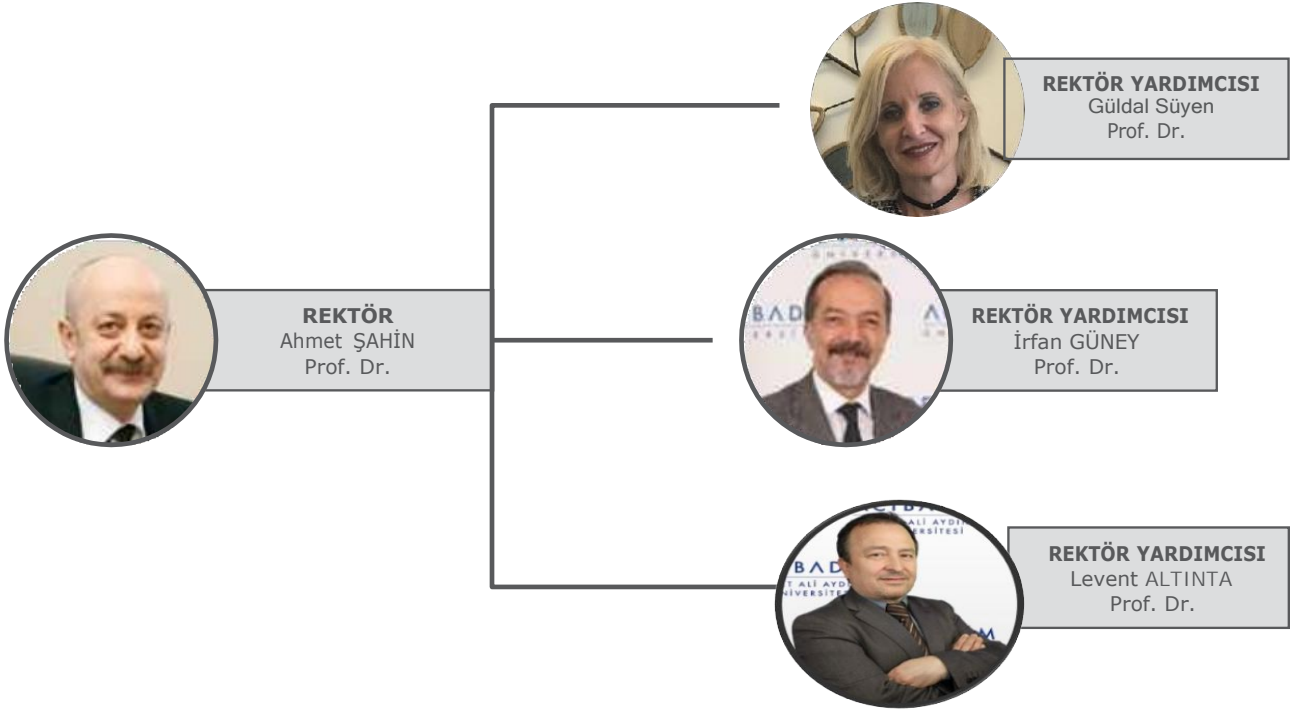 REKTÖR YARDIMCISI
Güldal Süyen
Prof. Dr.
REKTÖR
Ahmet ŞAHİN
Prof. Dr.
REKTÖR YARDIMCISI
İrfan GÜNEY
Prof. Dr.
REKTÖR YARDIMCISI
Levent ALTINTA
Prof. Dr.